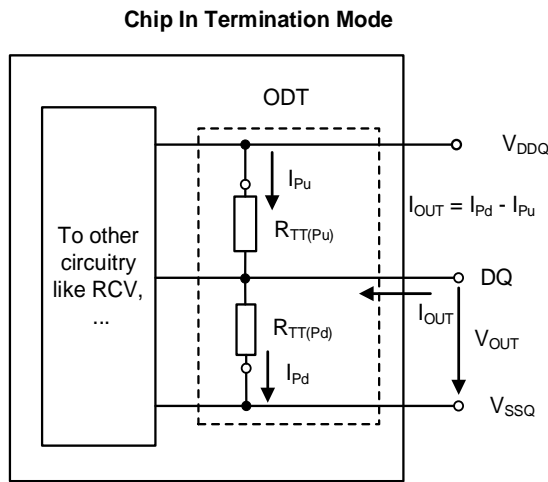 Chip In Termination Mode
ODT
V_DDQ
I_Pu
I_OUT = I_Pd - I_Pu
R_TT(Pu)
To other
circuitry
like RCV,
...
DQ
I_OUT
R_TT(Pd)
V_OUT
I_Pd
V_SSQ